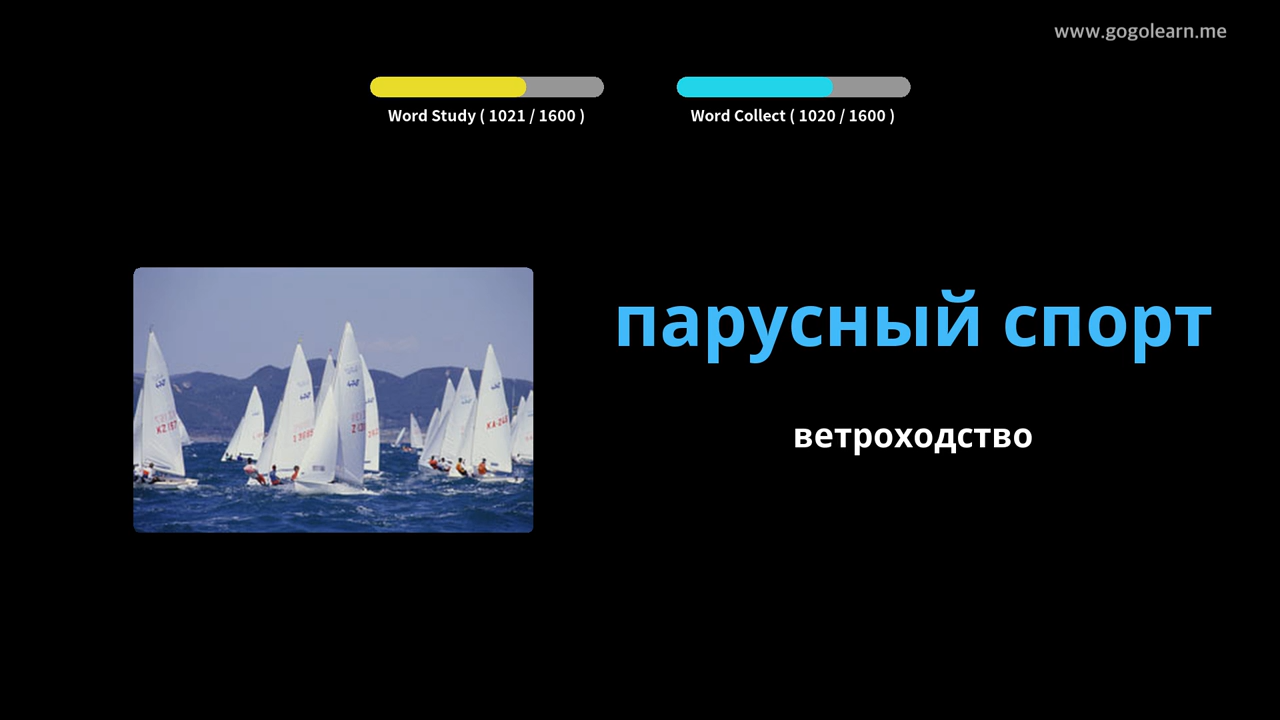 www.gogolearn.me
Word Study ( 1021 / 1600 )
Word Collect ( 1020 / 1600 )
парусный спорт
ветроходство